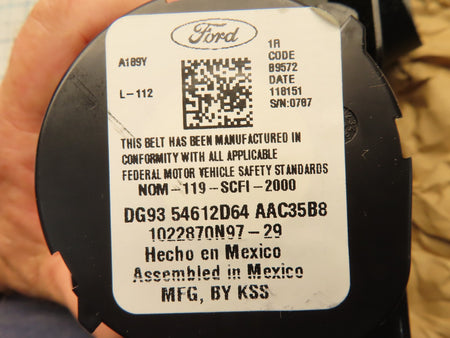 Ford
A189Y
L-112
1R
CODE
B9572
DATE
118151
S/N:0787
THIS BELT HAS BEEN MANUFACTURED IN
CONFORMITY WITH ALL APPLICABLE
FEDERAL MOTOR VEHICLE SAFETY STANDARDS
NOM-119-SCFI-2000
DG93 54612D64 AAC35B8
1022870N97-29
Hecho en Mexico
Assembled in Mexico
MFG, BY KSS